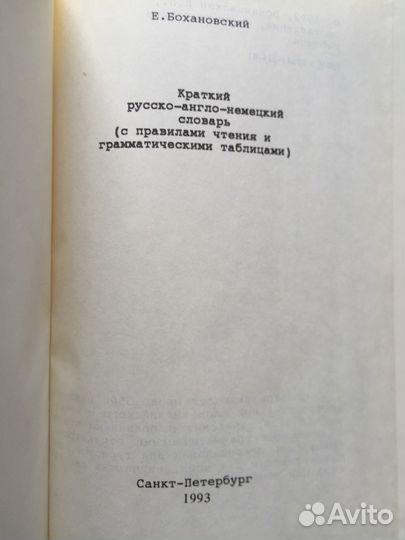 Е.Бохановский
Краткий
русско-англо-немецкий
словарь
(с правилами чтения и
грамматическими таблицами)
Санкт-Петербург
1993
Avito